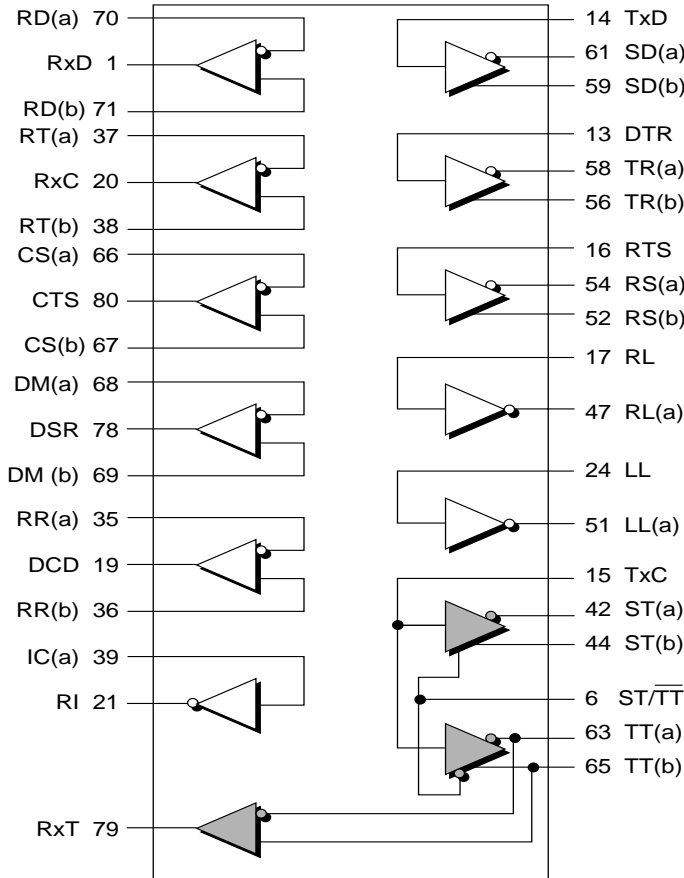 RD(a) 70
RxD 1
RD(b) 71
RT(a) 37
RxC 20
RT(b) 38
CS(a) 66
CTS 80
CS(b) 67
DM(a) 68
DSR 78
DM (b) 69
RR(a) 35
DCD 19
RR(b) 36
IC(a) 39
RI 21
RxT 79
14 TxD
61 SD(a)
59 SD(b)
13 DTR
58 TR(a)
56 TR(b)
16 RTS
54 RS(a)
52 RS(b)
17 RL
47 RL(a)
24 LL
51 LL(a)
15 TxC
42 ST(a)
44 ST(b)
6 ST/T̅T̅
63 TT(a)
65 TT(b)